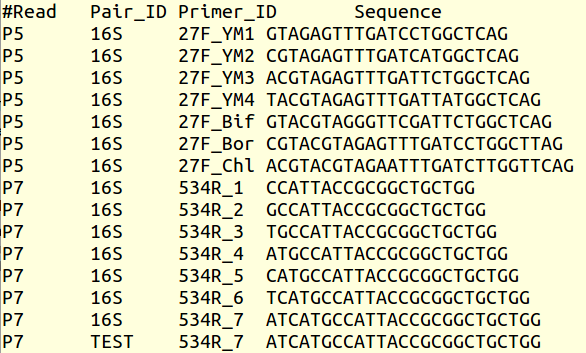 #Read Pair_ID Primer_ID Sequence
P5 16S 27F_YM1 GTAGAGTTTGATCCTGGCTCAG
P5 16S 27F_YM2 CGTAGAGTTTGATCATGGCTCAG
P5 16S 27F_YM3 ACGTAGAGTTTGATTCTGGCTCAG
P5 16S 27F_YM4 TACGTAGAGTTTGATTATGGCTCAG
P5 16S 27F_Bif GTACGTAGGGTTCGATTCTGGCTCAG
P5 16S 27F_Bor CGTACGTAGAGTTTGATCCTGGCTTAG
P5 16S 27F_Chl ACGTACGTAGAATTTGATCTTGGTTCAG
P7 16S 534R_1 CCATTACCGCGGCTGCTGG
P7 16S 534R_2 GCCATTACCGCGGCTGCTGG
P7 16S 534R_3 TGCCATTACCGCGGCTGCTGG
P7 16S 534R_4 ATGCCATTACCGCGGCTGCTGG
P7 16S 534R_5 CATGCCATTACCGCGGCTGCTGG
P7 16S 534R_6 TCATGCCATTACCGCGGCTGCTGG
P7 16S 534R_7 ATCATGCCATTACCGCGGCTGCTGG
P7 TEST 534R_7 ATCATGCCATTACCGCGGCTGCTGG